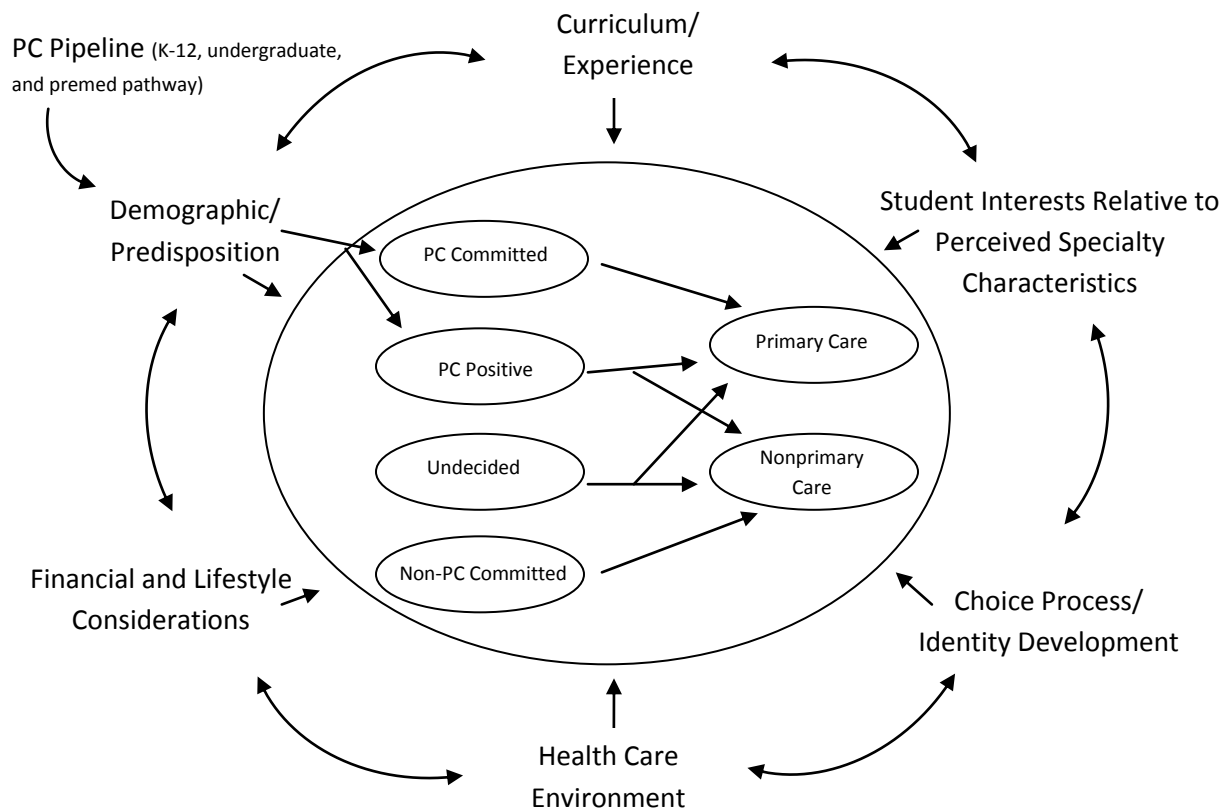 PC Pipeline (K-12, undergraduate,
and premed pathway)
Curriculum/
Experience
Demographic/
Predisposition
Student Interests Relative to
Perceived Specialty
Characteristics
PC Committed
PC Positive
Undecided
Non-PC Committed
Primary Care
Nonprimary
Care
Financial and Lifestyle
Considerations
Choice Process/
Identity Development
Health Care
Environment